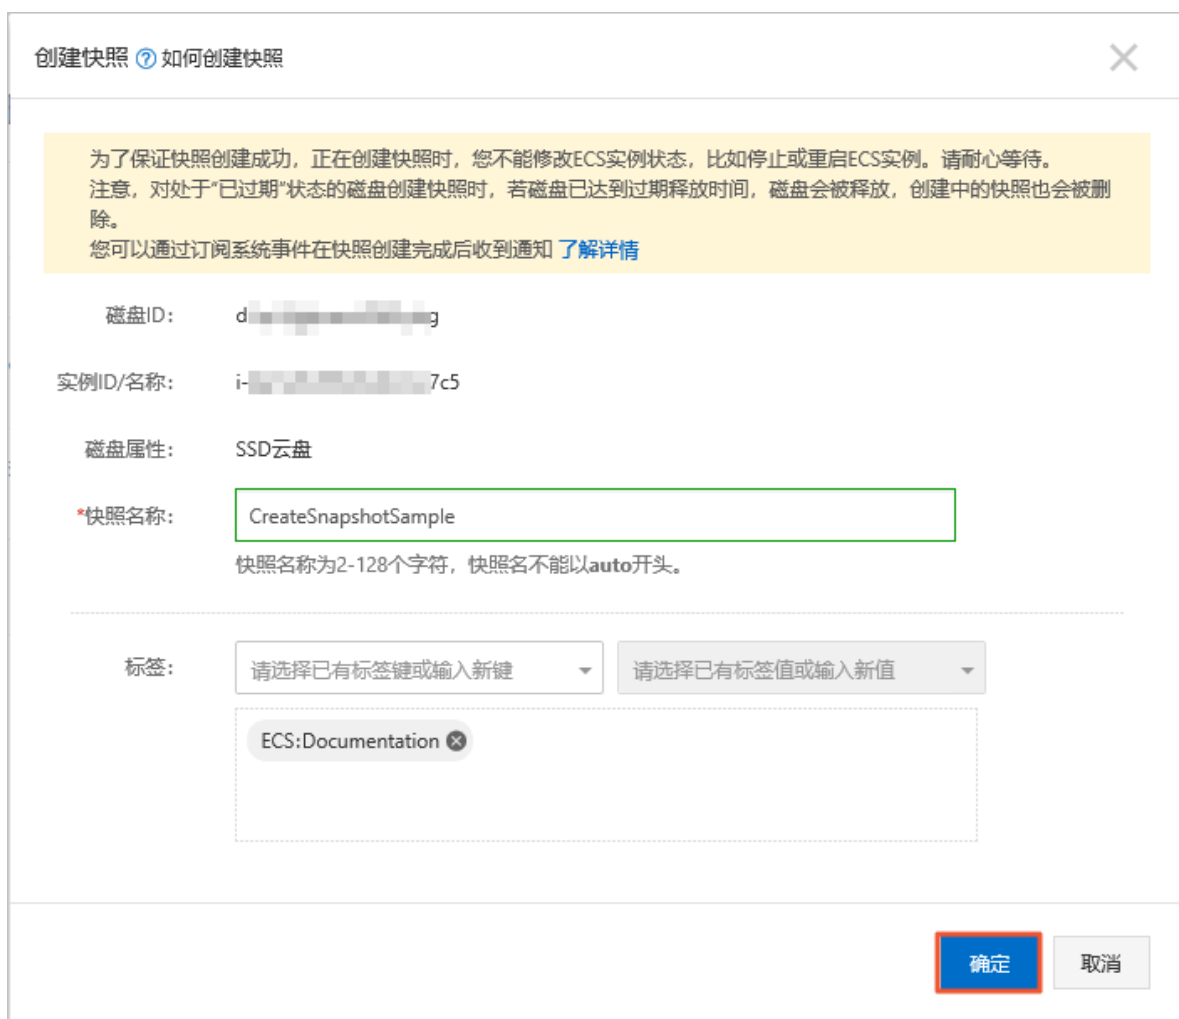 创建快照 ? 如何创建快照
为了保证快照创建成功，正在创建快照时，您不能修改ECS实例状态，比如停止或重启ECS实例。请耐心等待。
注意，对处于“已过期”状态的磁盘创建快照时，若磁盘已达到过期释放时间，磁盘会被释放，创建中的快照也会被删
除。
您可以通过订阅系统事件在快照创建完成后收到通知 了解详情
磁盘ID： d g
实例ID/名称： i- 7c5
磁盘属性： SSD云盘
*快照名称： CreateSnapshotSample
快照名称为2-128个字符，快照名不能以auto开头。
标签： 请选择已有标签键或输入新键 请选择已有标签值或输入新值
ECS:Documentation
确定 取消